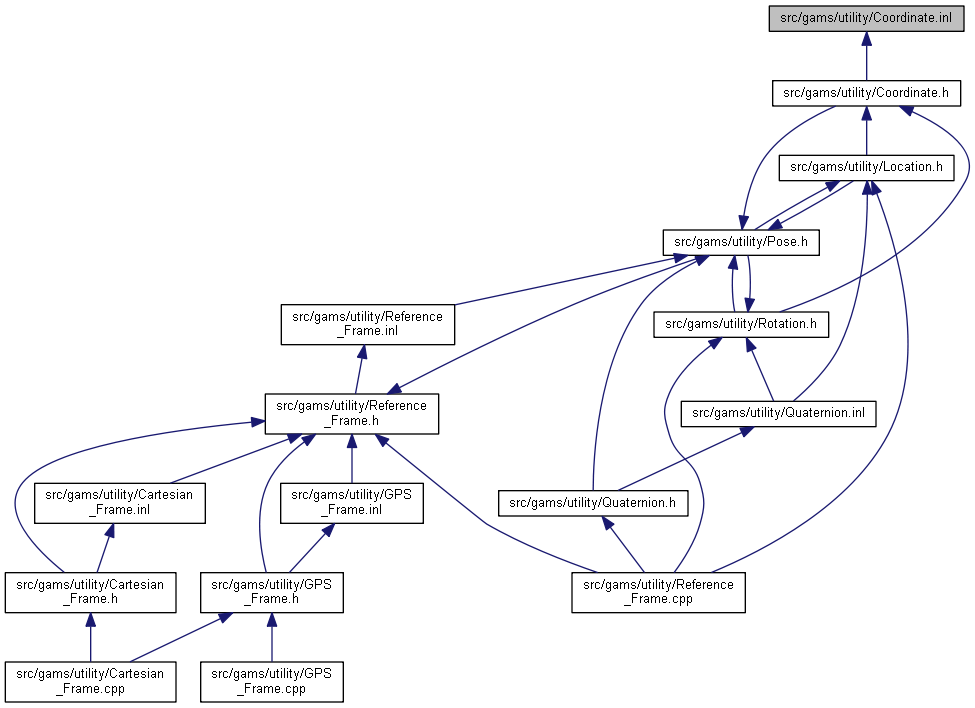 src/gams/utility/Coordinate.inl
src/gams/utility/Coordinate.h
src/gams/utility/Location.h
src/gams/utility/Pose.h
src/gams/utility/Reference
_Frame.inl
src/gams/utility/Rotation.h
src/gams/utility/Reference
_Frame.h
src/gams/utility/Quaternion.inl
src/gams/utility/Cartesian
_Frame.inl
src/gams/utility/GPS
_Frame.inl
src/gams/utility/Quaternion.h
src/gams/utility/Cartesian
_Frame.h
src/gams/utility/GPS
_Frame.h
src/gams/utility/Reference
_Frame.cpp
src/gams/utility/Cartesian
_Frame.cpp
src/gams/utility/GPS
_Frame.cpp